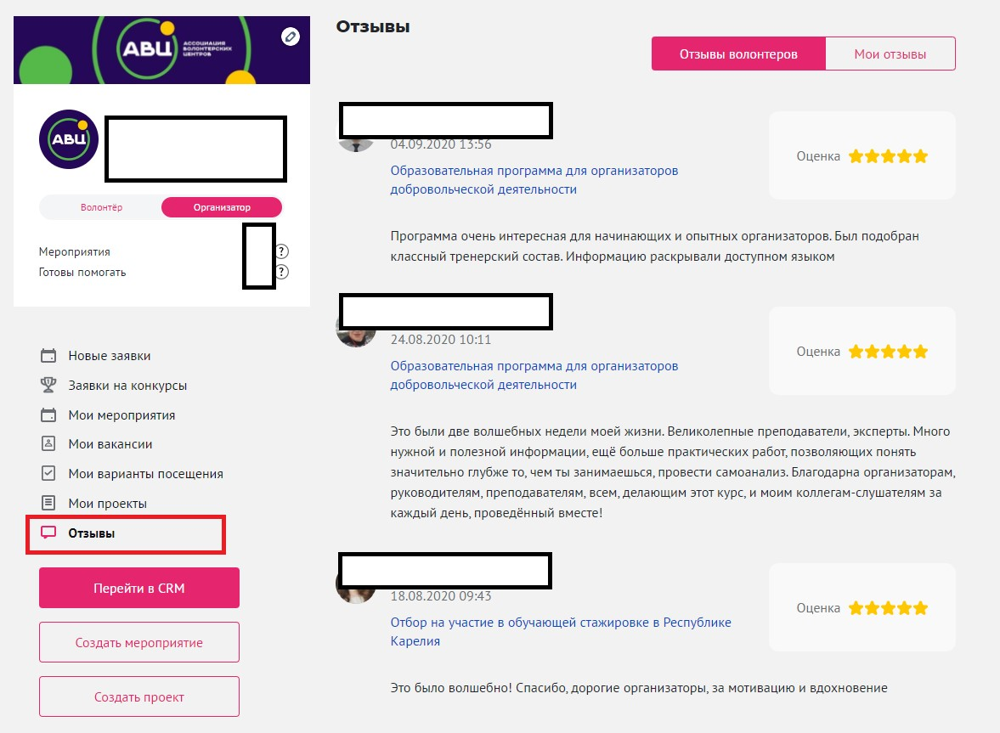 АВЦ
АССОЦИАЦИЯ
ВОЛОНТЕРСКИХ
ЦЕНТРОВ
АВЦ
Волонтёр
Организатор
Мероприятия
?
Готовы помогать
?
Новые заявки
Заявки на конкурсы
Мои мероприятия
Мои вакансии
Мои варианты посещения
Мои проекты
Отзывы
Перейти в CRM
Создать мероприятие
Создать проект
Отзывы
Отзывы волонтеров
Мои отзывы
04.09.2020 13:56
Образовательная программа для организаторов
добровольческой деятельности
Оценка
Программа очень интересная для начинающих и опытных организаторов. Был подобран
классный тренерский состав. Информацию раскрывали доступном языком
24.08.2020 10:11
Образовательная программа для организаторов
добровольческой деятельности
Оценка
Это были две волшебных недели моей жизни. Великолепные преподаватели, эксперты. Много
нужной и полезной информации, ещё больше практических работ, позволяющих понять
значительно глубже то, чем ты занимаешься, провести самоанализ. Благодарна организаторам,
руководителям, преподавателям, всем, делающим этот курс, и моим коллегам-слушателям за
каждый день, проведённый вместе!
18.08.2020 09:43
Отбор на участие в обучающей стажировке в Республике
Карелия
Оценка
Это было волшебно! Спасибо, дорогие организаторы, за мотивацию и вдохновение